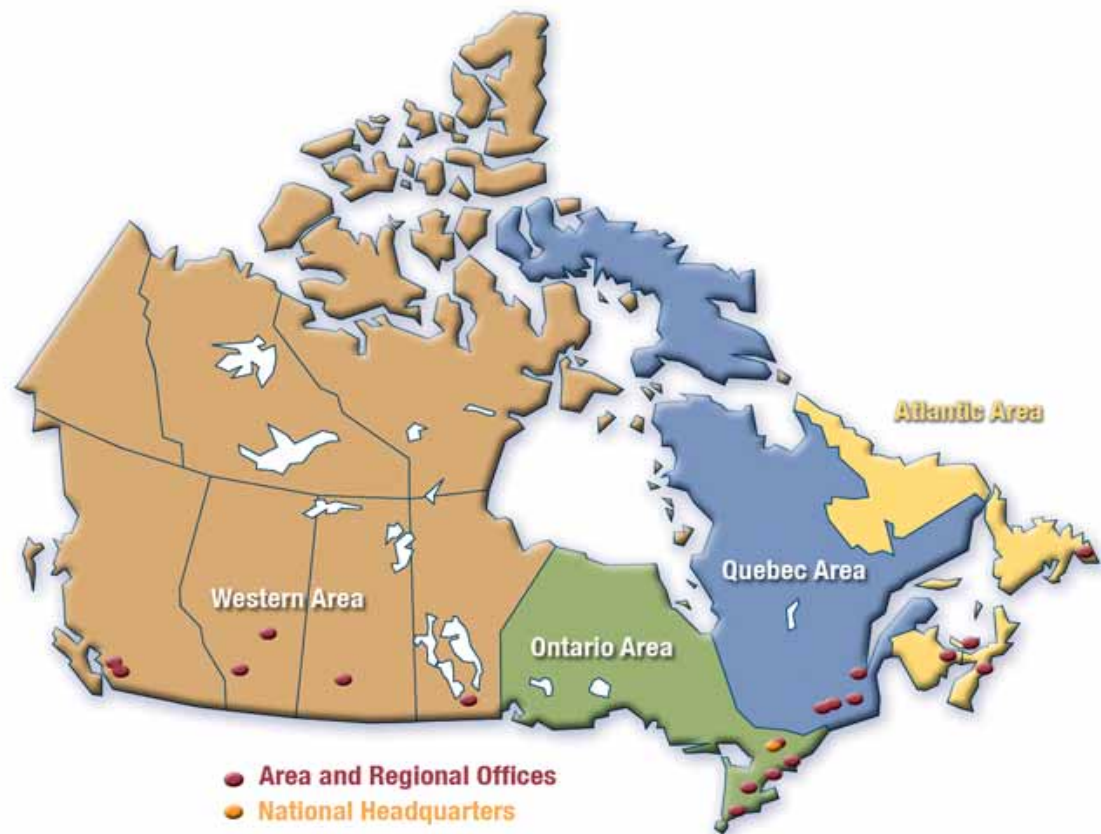 Atlantic Area
Quebec Area
Western Area
Ontario Area
Area and Regional Offices
National Headquarters